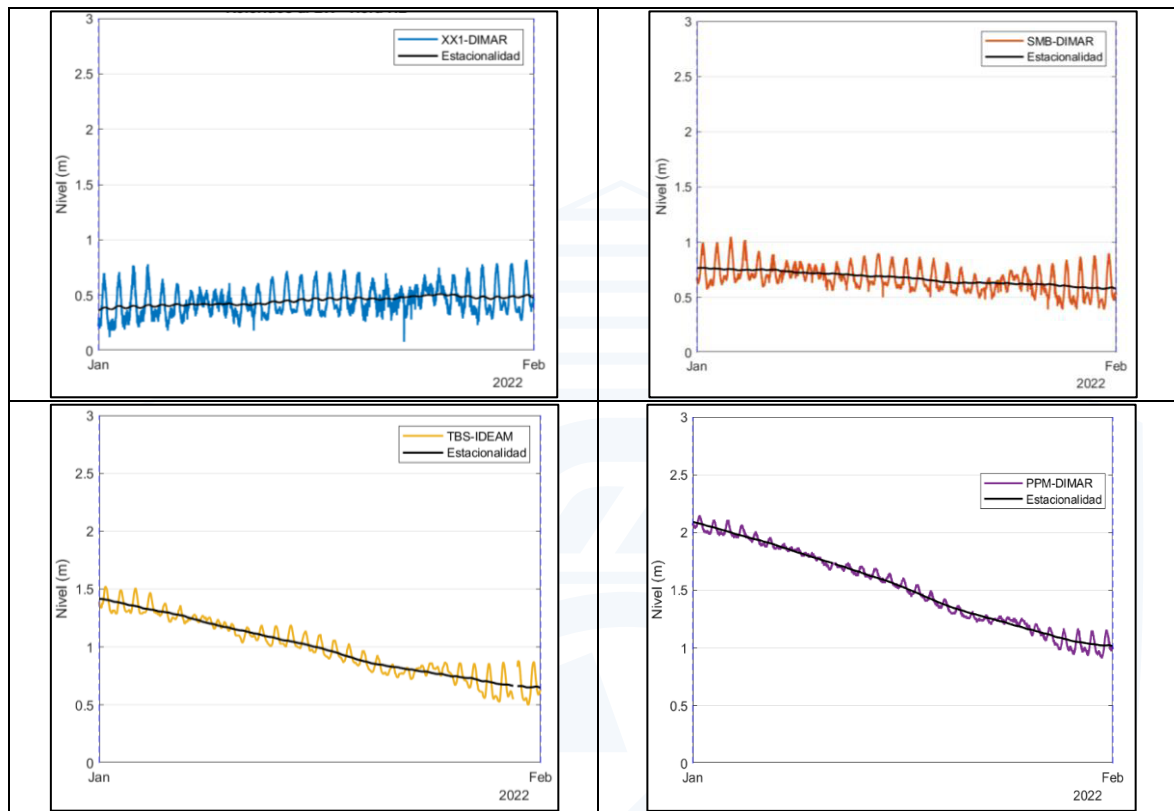 3
2.5
2
1.5
1
0.5
0
Nivel (m)
XX1-DIMAR
Estacionalidad
Jan
Feb
2022
3
2.5
2
1.5
1
0.5
0
Nivel (m)
SMB-DIMAR
Estacionalidad
Jan
Feb
2022
3
2.5
2
1.5
1
0.5
0
Nivel (m)
TBS-IDEAM
Estacionalidad
Jan
Feb
2022
3
2.5
2
1.5
1
0.5
0
Nivel (m)
PPM-DIMAR
Estacionalidad
Jan
Feb
2022